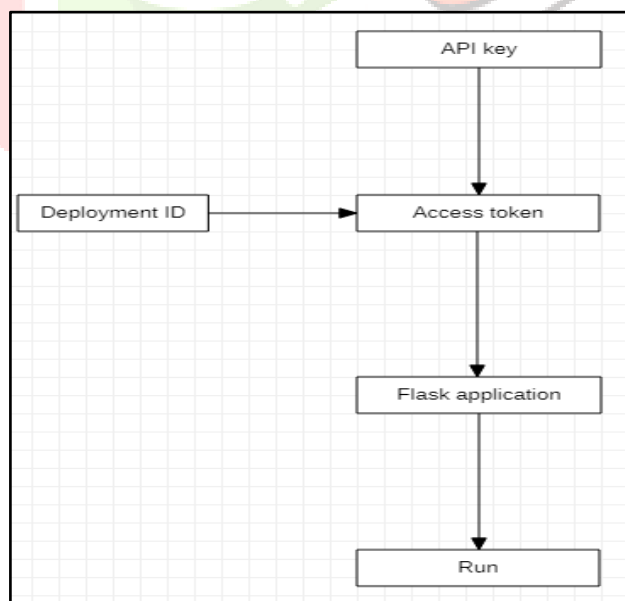 API key
Deployment ID
Access token
Flask application
Run